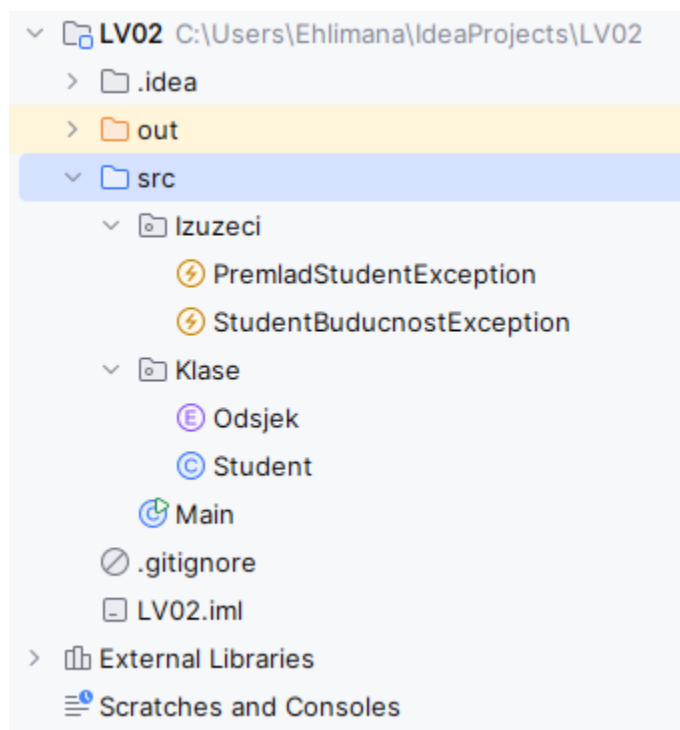 LV02 C:\Users\Ehlimana\IdeaProjects\LV02
.idea
out
src
Izuzeci
PremladStudentException
StudentBuducnostException
Klase
E Odsjek
C Student
C Main
.gitignore
LV02.iml
External Libraries
Scratches and Consoles